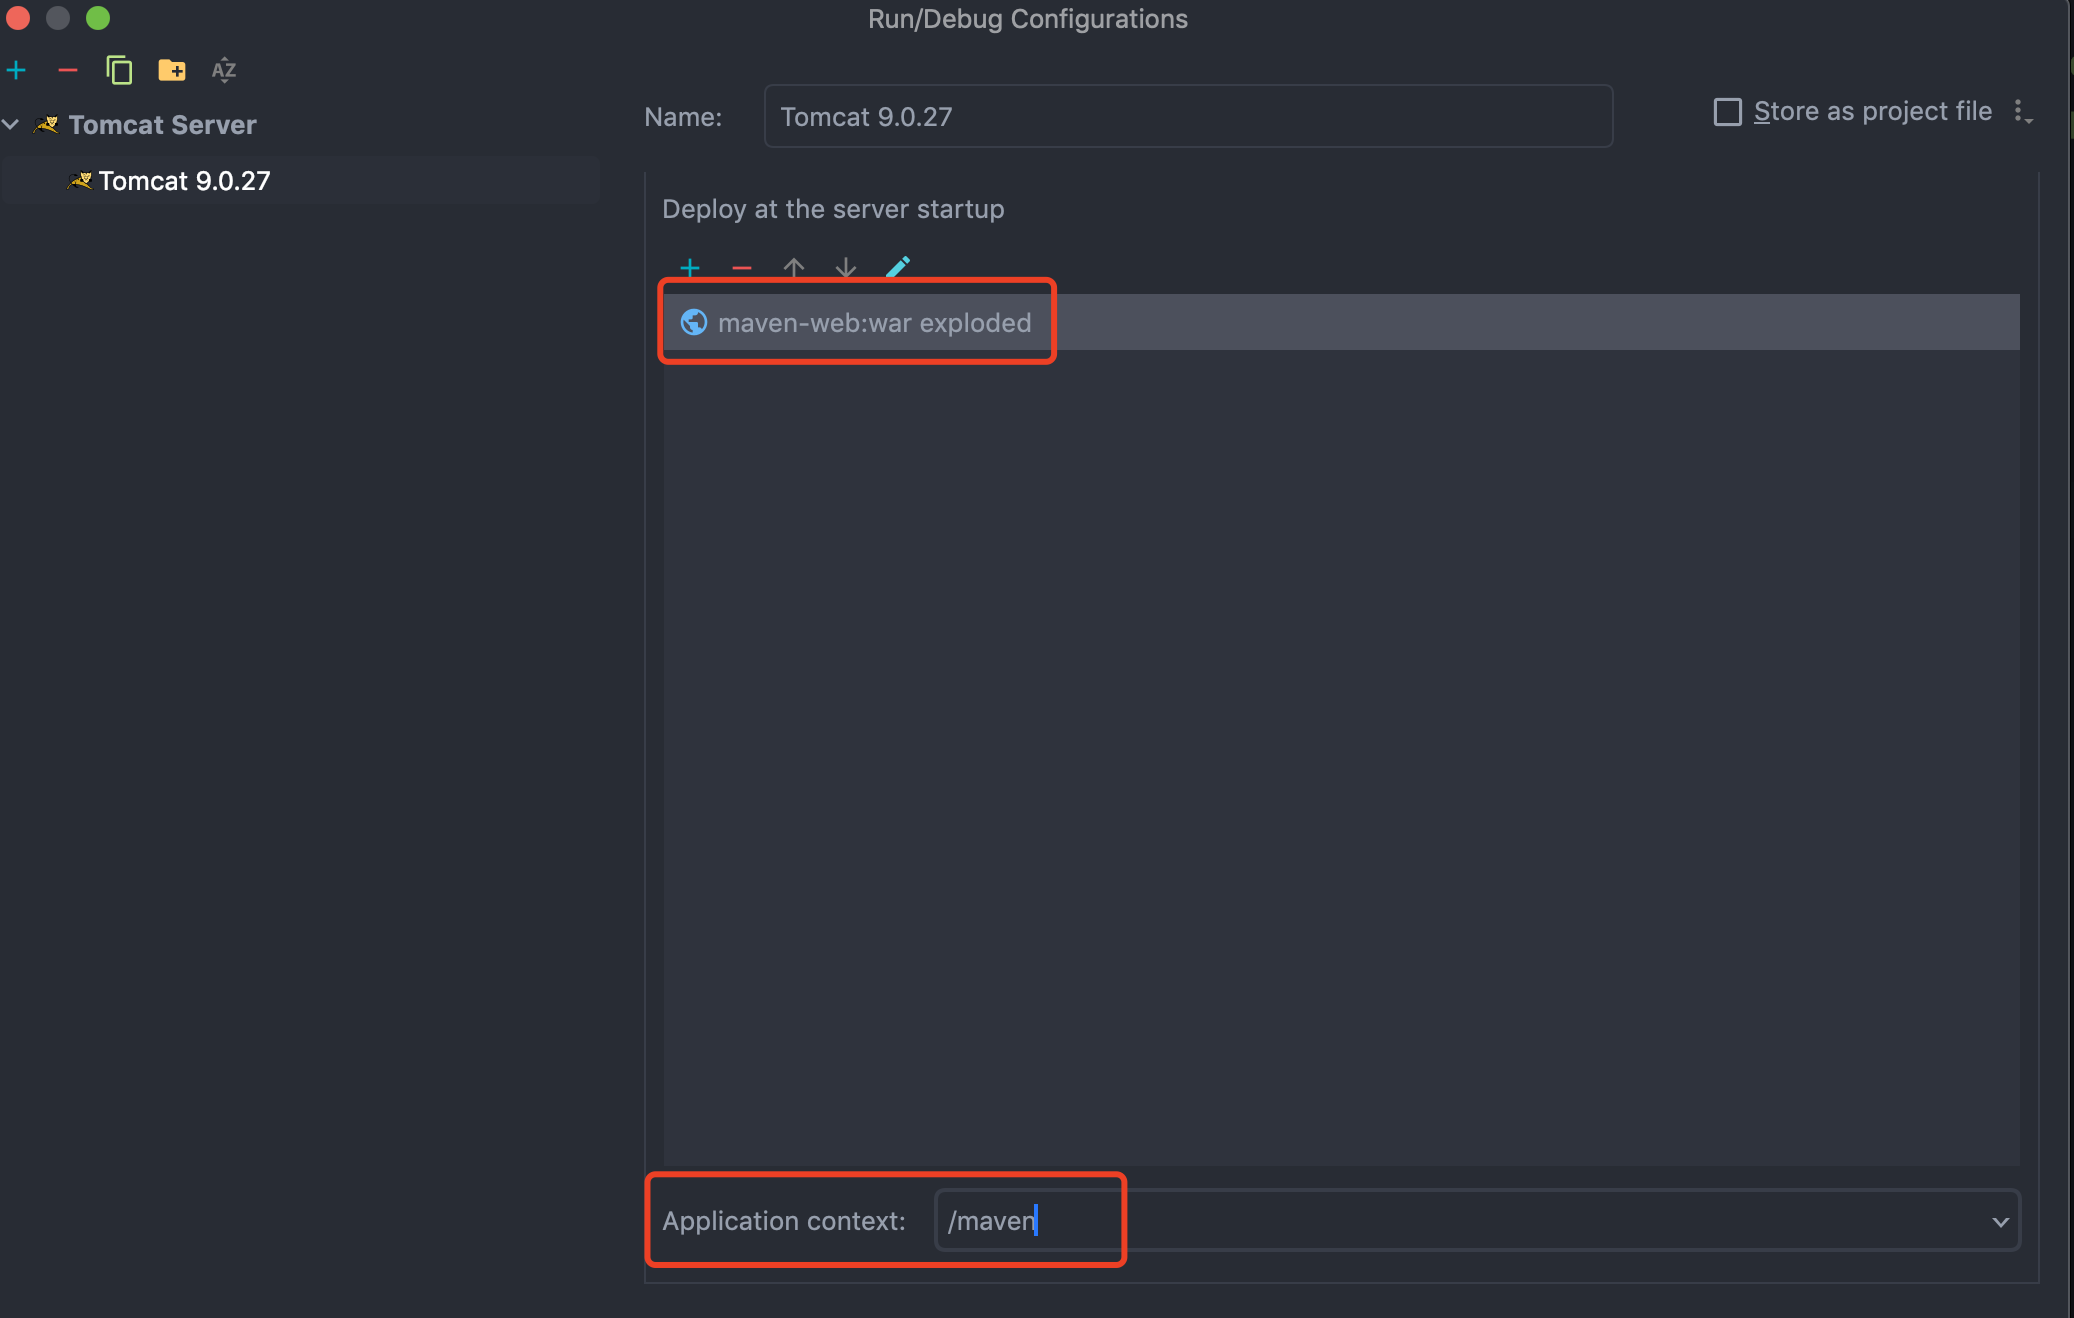 Run/Debug Configurations
AZ
Tomcat Server
Tomcat 9.0.27
Name:
Tomcat 9.0.27
Store as project file
Deploy at the server startup
maven-web:war exploded
Application context:
/maven